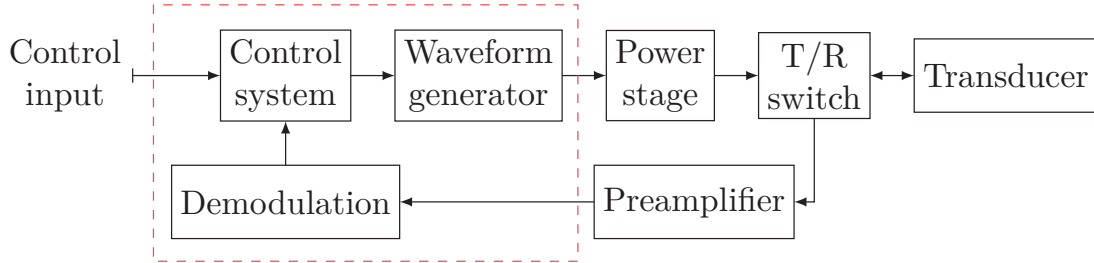 Control
input
Control
system
Waveform
generator
Power
stage
T/R
switch
Transducer
Demodulation
Preamplifier